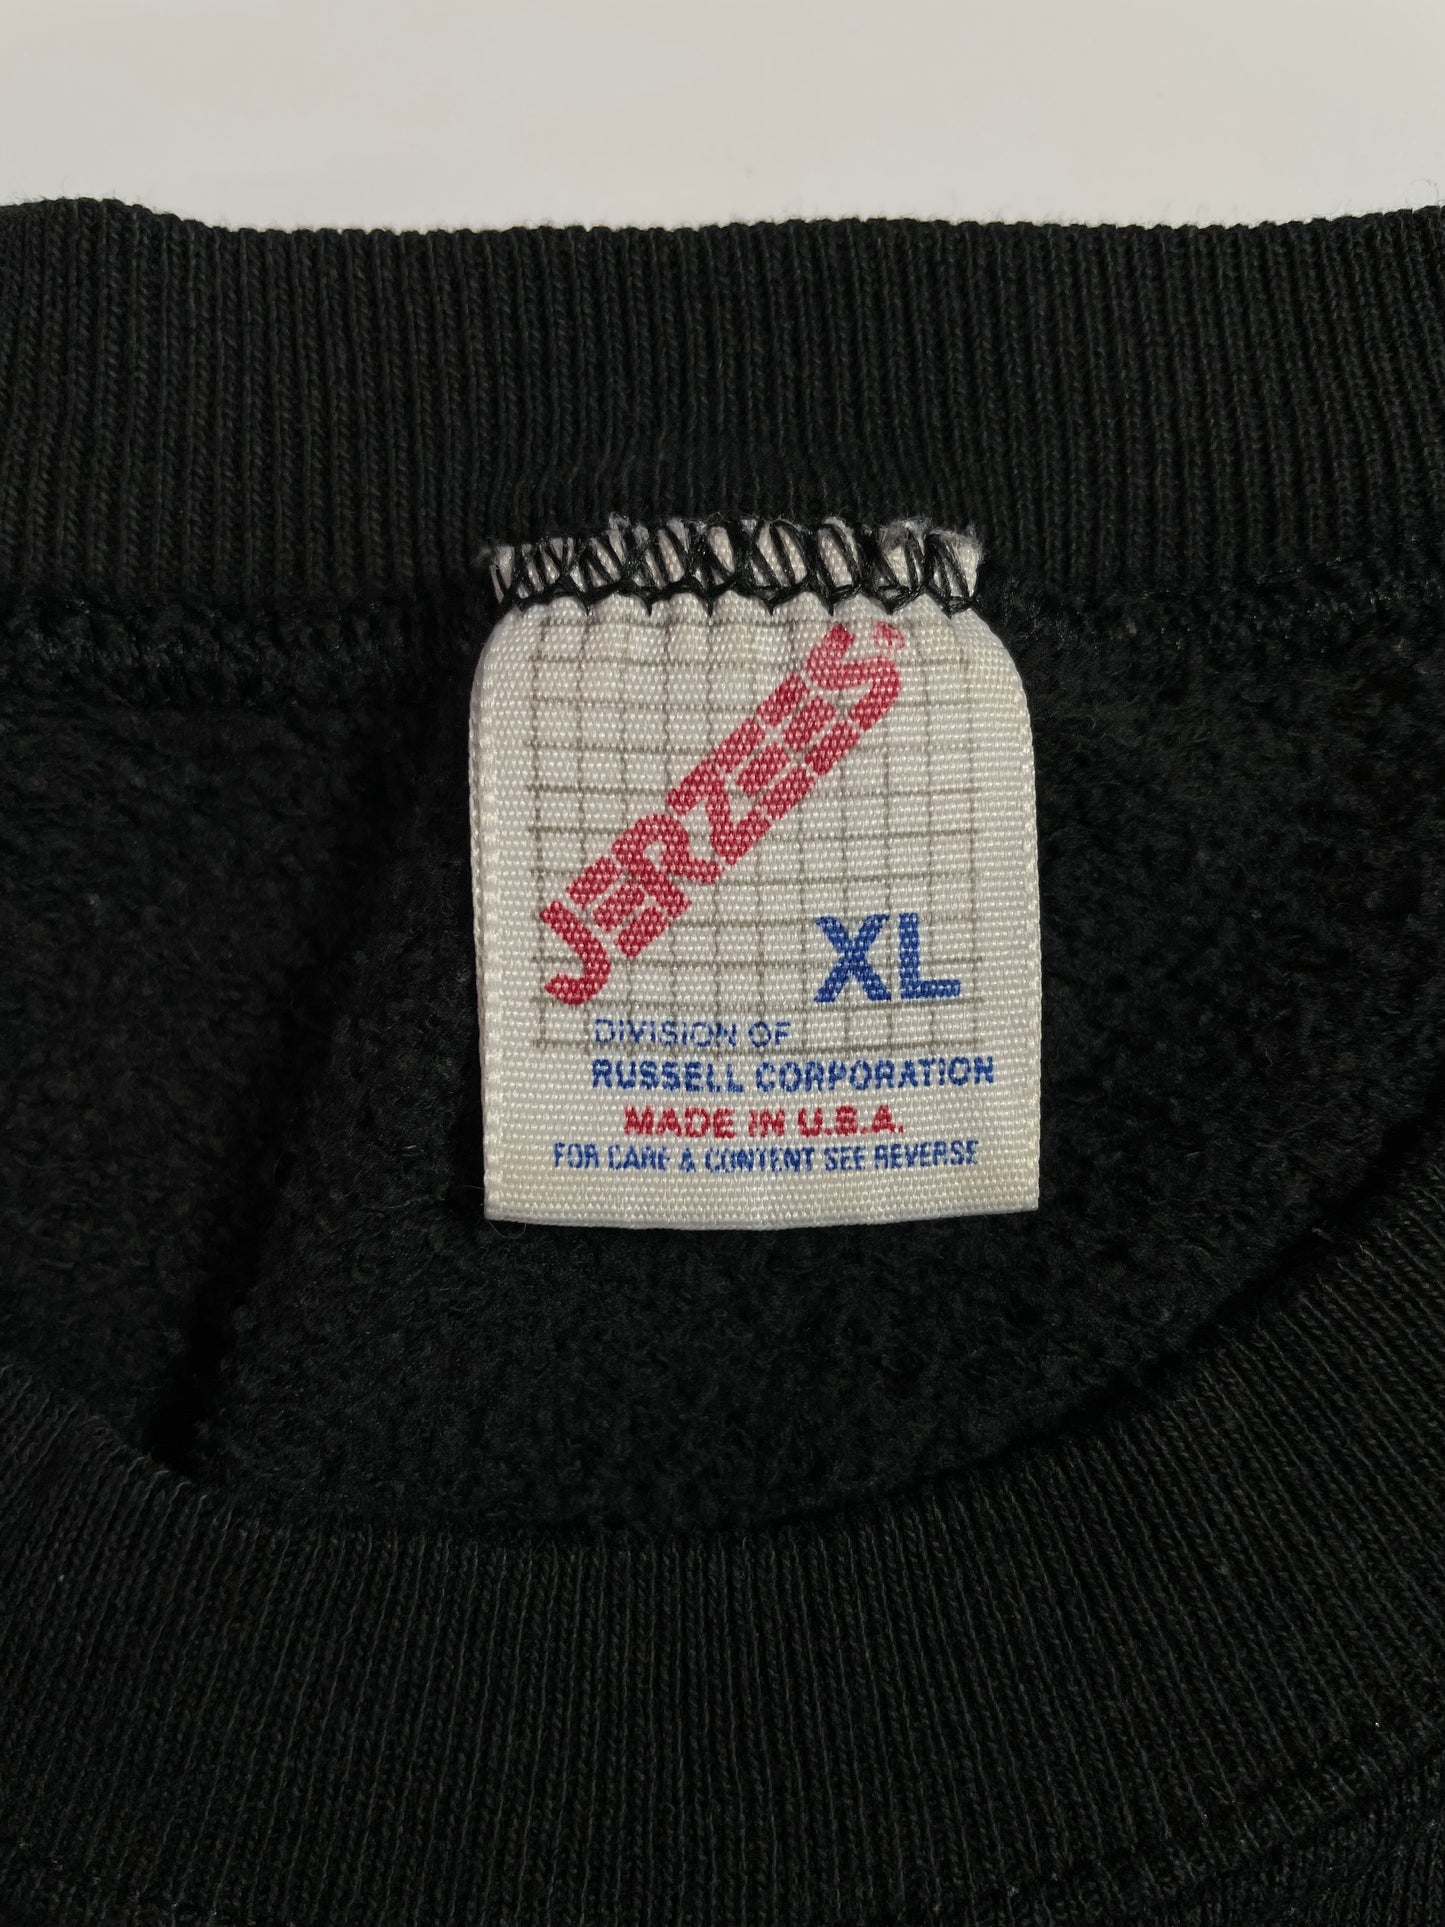 JERZEES®
XL
DIVISION OF
RUSSELL CORPORATION
MADE IN U.S.A.
FOR CARE & CONTENT SEE REVERSE